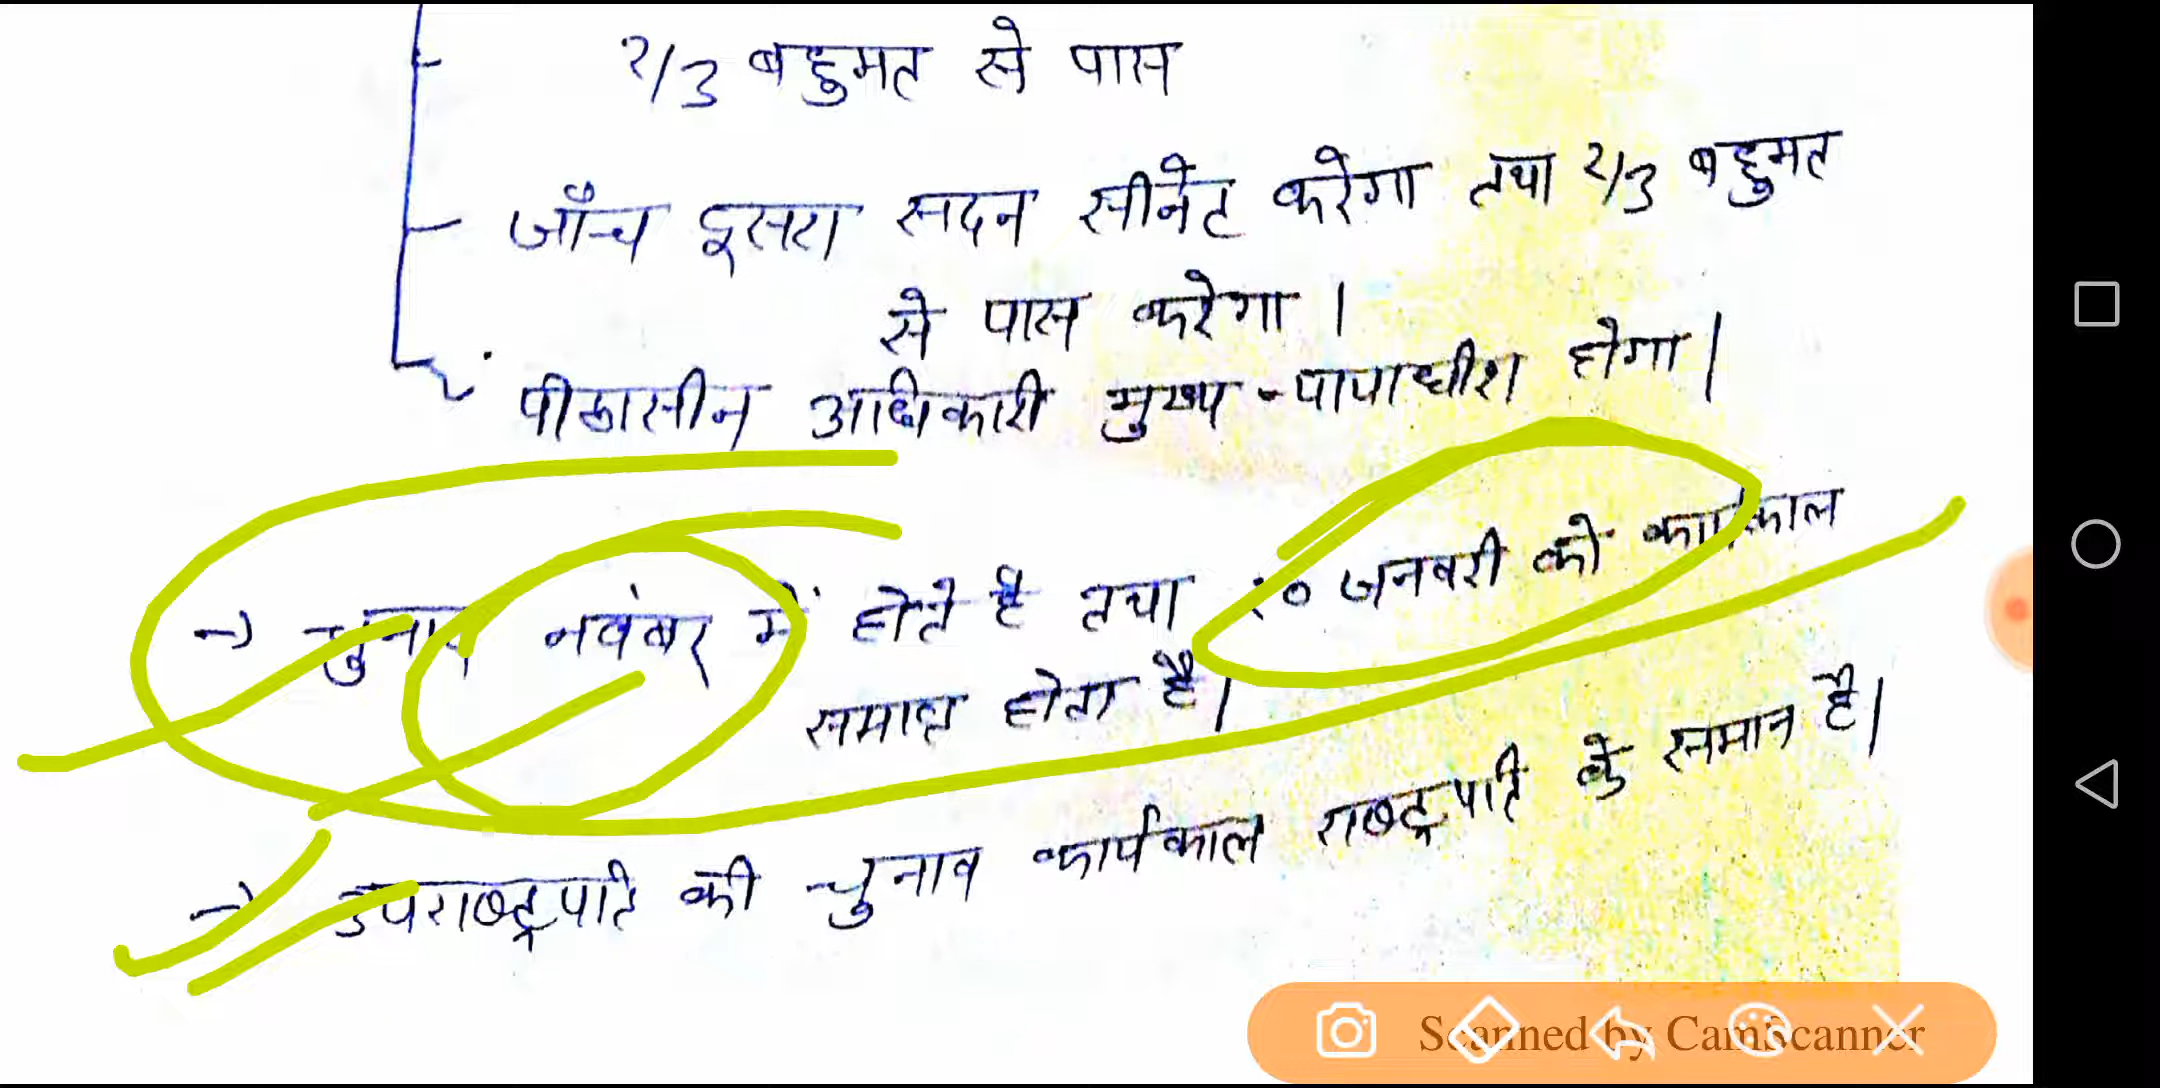 2/3 बहुमत से पास
जाँच दूसरा सदन सीनेट करेगा तथा 2/3 बहुमत
से पास करेगा ।
पीठासीन अधिकारी मुख्य न्यायाधीश होगा ।
→ चुनाव नवंबर में होते है तथा २० जनवरी को कार्यकाल
समाप्त होता है ।
→ उपराष्ट्रपति की चुनाव कार्यकाल राष्ट्रपति के समान है ।
Scanned by CamScanner